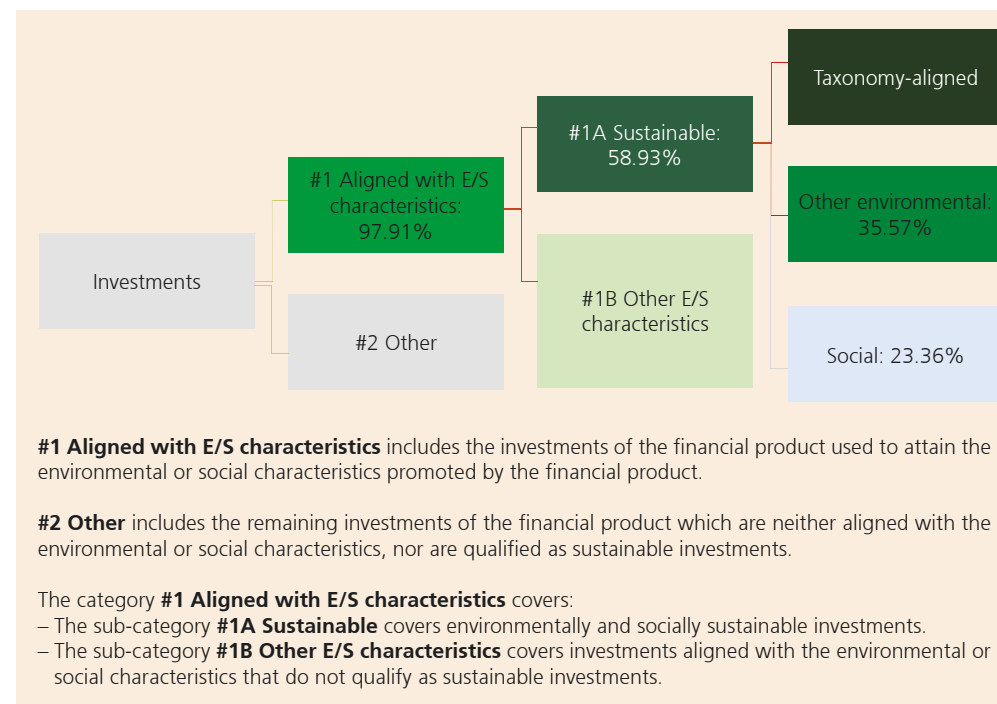 Taxonomy-aligned
#1A Sustainable:
58.93%
#1 Aligned with E/S
characteristics:
97.91%
Other environmental:
35.57%
Investments
#1B Other E/S
characteristics
#2 Other
Social: 23.36%
#1 Aligned with E/S characteristics includes the investments of the financial product used to attain the
environmental or social characteristics promoted by the financial product.
#2 Other includes the remaining investments of the financial product which are neither aligned with the
environmental or social characteristics, nor are qualified as sustainable investments.
The category #1 Aligned with E/S characteristics covers:
– The sub-category #1A Sustainable covers environmentally and socially sustainable investments.
– The sub-category #1B Other E/S characteristics covers investments aligned with the environmental or
social characteristics that do not qualify as sustainable investments.